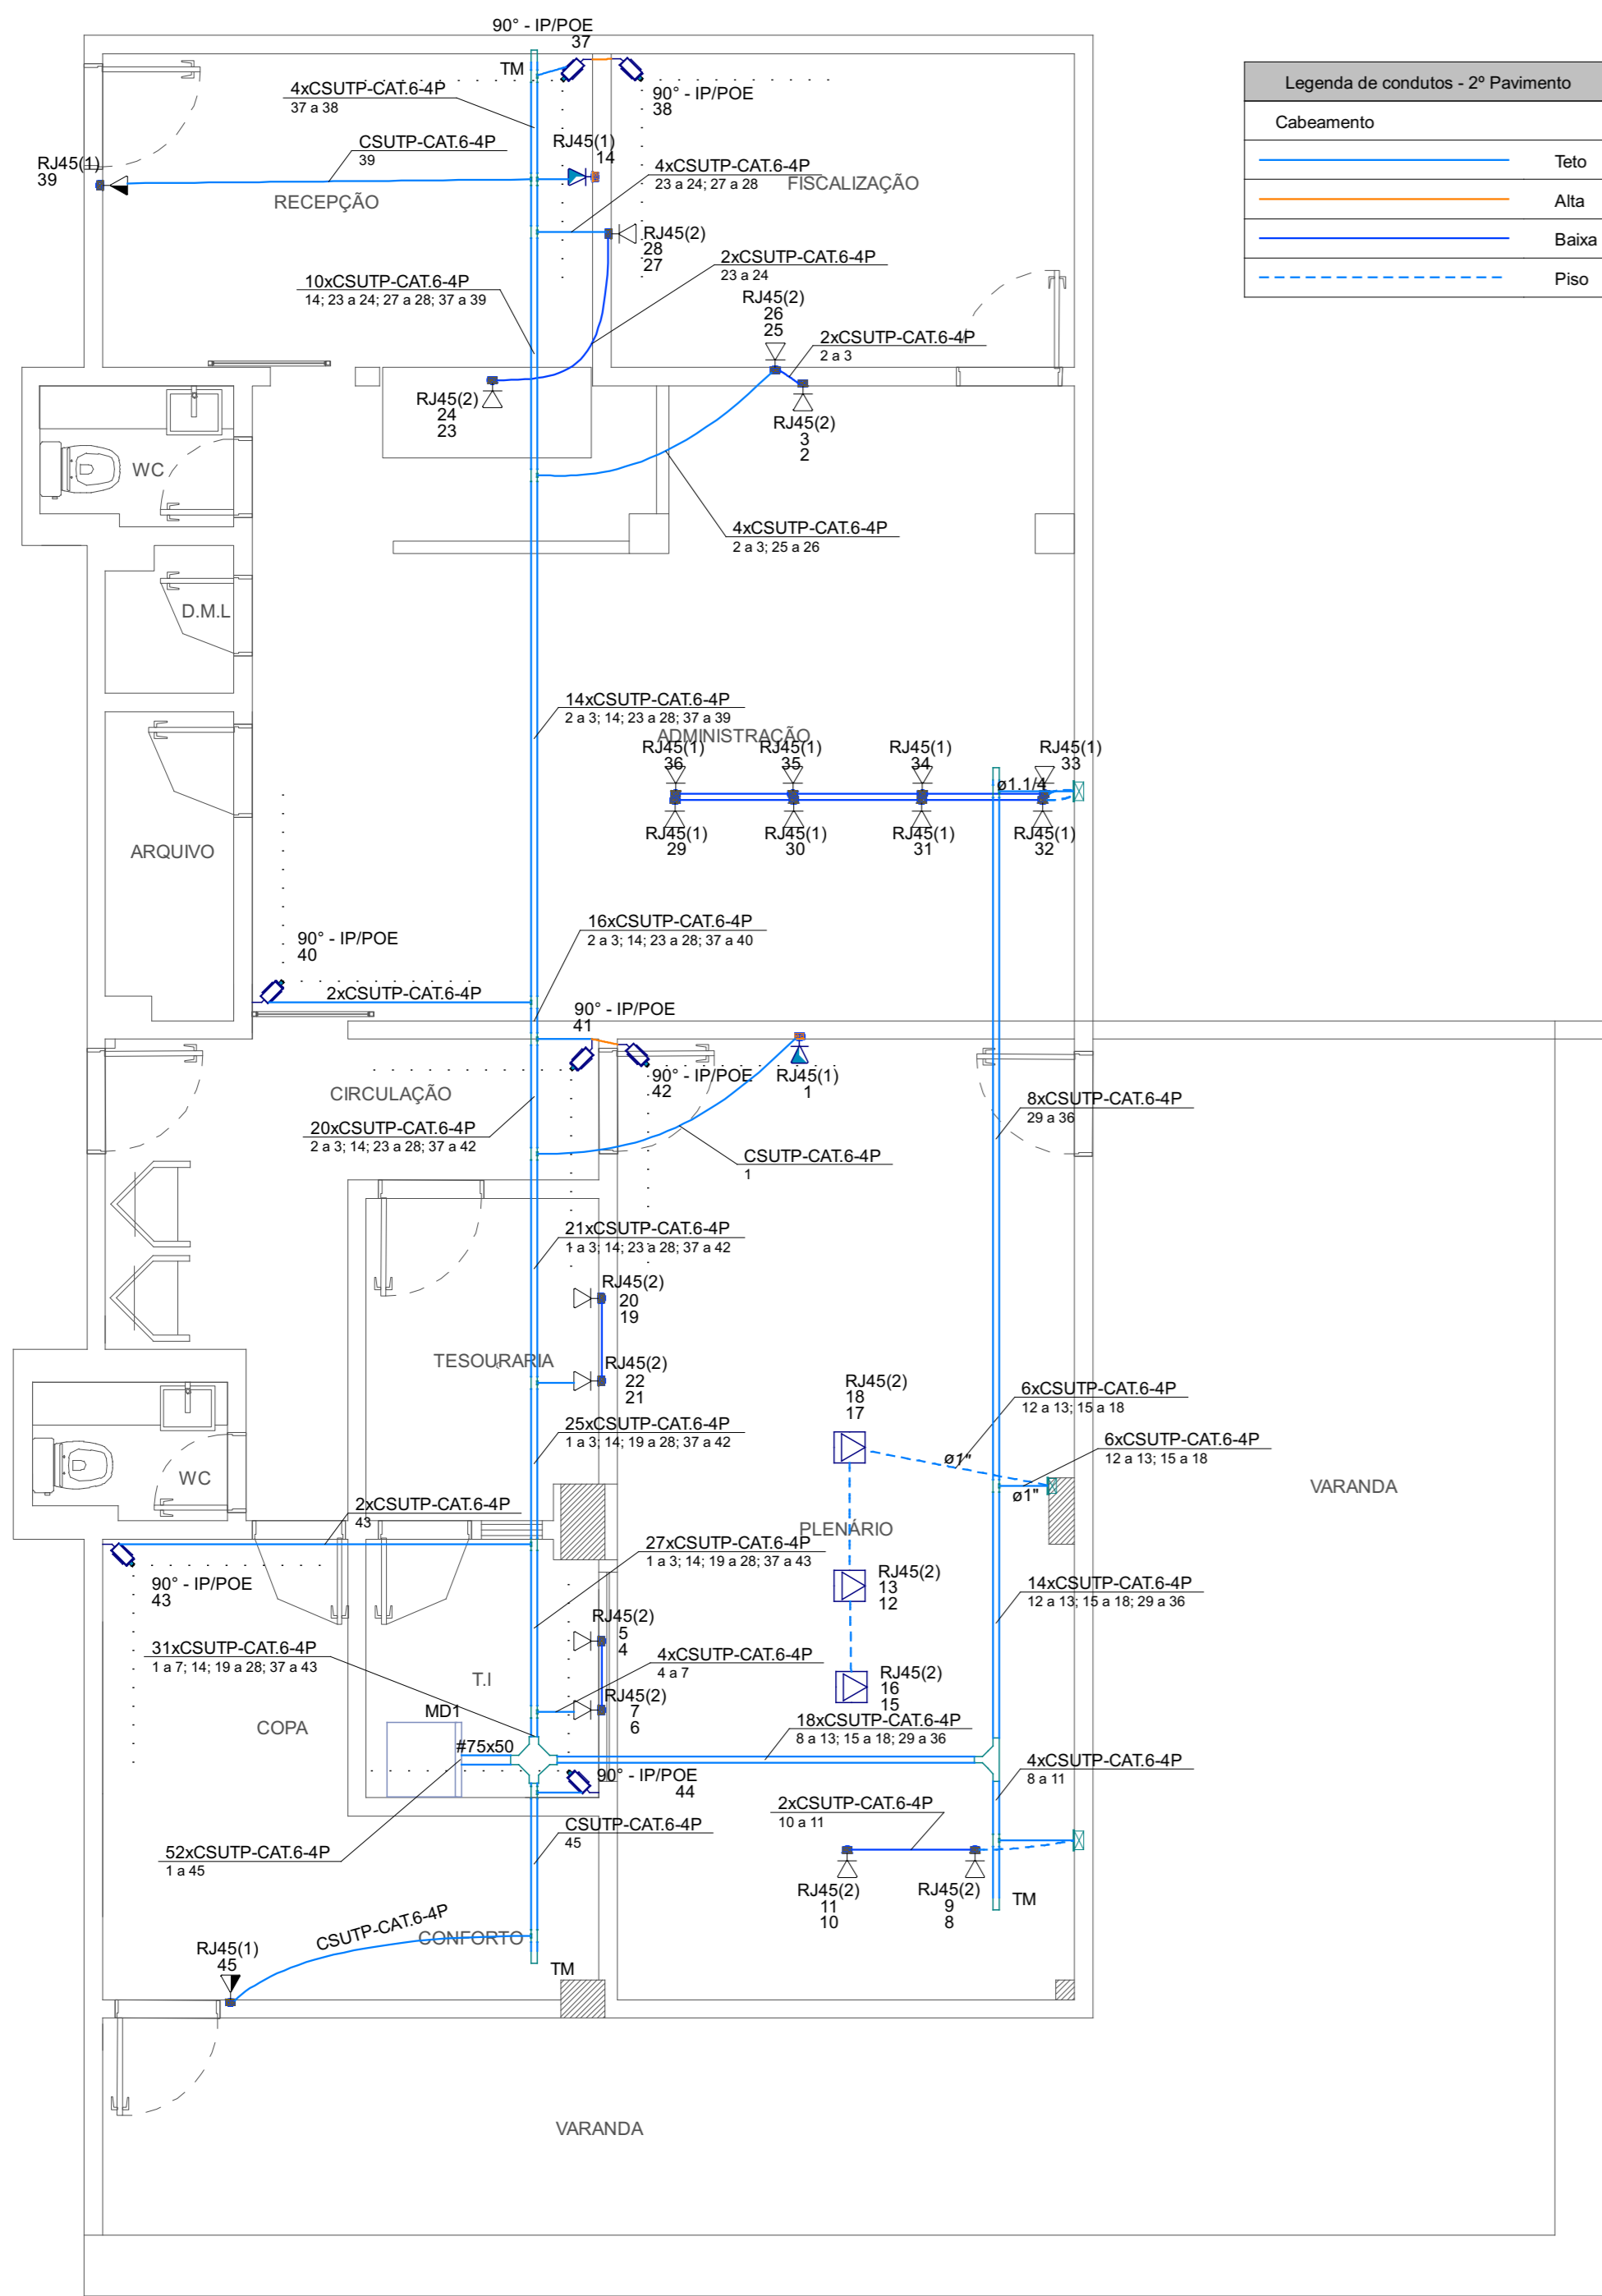 90° - IP/POE
37
TM
90° - IP/POE
38
4xCSUTP-CAT.6-4P
37 a 38
CSUTP-CAT.6-4P
39
RJ45(1)
39
RJ45(1)
14
4xCSUTP-CAT.6-4P
23 a 24; 27 a 28
FISCALIZAÇÃO
RECEPÇÃO
RJ45(2)
28
27
2xCSUTP-CAT.6-4P
23 a 24
10xCSUTP-CAT.6-4P
14; 23 a 24; 27 a 28; 37 a 39
RJ45(2)
26
25
2xCSUTP-CAT.6-4P
2 a 3
RJ45(2)
24
23
RJ45(2)
3
2
WC
4xCSUTP-CAT.6-4P
2 a 3; 25 a 26
D.M.L
14xCSUTP-CAT.6-4P
2 a 3; 14; 23 a 28; 37 a 39
ADMINISTRAÇÃO
RJ45(1)
36
RJ45(1)
35
RJ45(1)
34
RJ45(1)
33
ø1.1/4
RJ45(1)
29
RJ45(1)
30
RJ45(1)
31
RJ45(1)
32
ARQUIVO
16xCSUTP-CAT.6-4P
2 a 3; 14; 23 a 28; 37 a 40
90° - IP/POE
40
2xCSUTP-CAT.6-4P
90° - IP/POE
41
90° - IP/POE
42
RJ45(1)
1
CIRCULAÇÃO
8xCSUTP-CAT.6-4P
29 a 36
20xCSUTP-CAT.6-4P
2 a 3; 14; 23 a 28; 37 a 42
CSUTP-CAT.6-4P
1
21xCSUTP-CAT.6-4P
1 a 3; 14; 23 a 28; 37 a 42
RJ45(2)
20
19
TESOURARIA
RJ45(2)
22
21
RJ45(2)
18
17
6xCSUTP-CAT.6-4P
12 a 13; 15 a 18
25xCSUTP-CAT.6-4P
1 a 3; 14; 19 a 28; 37 a 42
6xCSUTP-CAT.6-4P
12 a 13; 15 a 18
ø1"
ø1"
WC
VARANDA
2xCSUTP-CAT.6-4P
43
PLENÁRIO
27xCSUTP-CAT.6-4P
1 a 3; 14; 19 a 28; 37 a 43
90° - IP/POE
43
RJ45(2)
13
12
14xCSUTP-CAT.6-4P
12 a 13; 15 a 18; 29 a 36
RJ45(2)
5
4
31xCSUTP-CAT.6-4P
1 a 7; 14; 19 a 28; 37 a 43
4xCSUTP-CAT.6-4P
4 a 7
T.I
RJ45(2)
16
15
RJ45(2)
7
6
MD1
COPA
#75x50
18xCSUTP-CAT.6-4P
8 a 13; 15 a 18; 29 a 36
4xCSUTP-CAT.6-4P
8 a 11
90° - IP/POE
44
2xCSUTP-CAT.6-4P
10 a 11
CSUTP-CAT.6-4P
45
52xCSUTP-CAT.6-4P
1 a 45
RJ45(2)
11
10
RJ45(2)
9
8
TM
CSUTP-CAT.6-4P
CONFORTO
RJ45(1)
45
TM
VARANDA
Legenda de condutos - 2º Pavimento
Cabeamento
Teto
Alta
Baixa
Piso